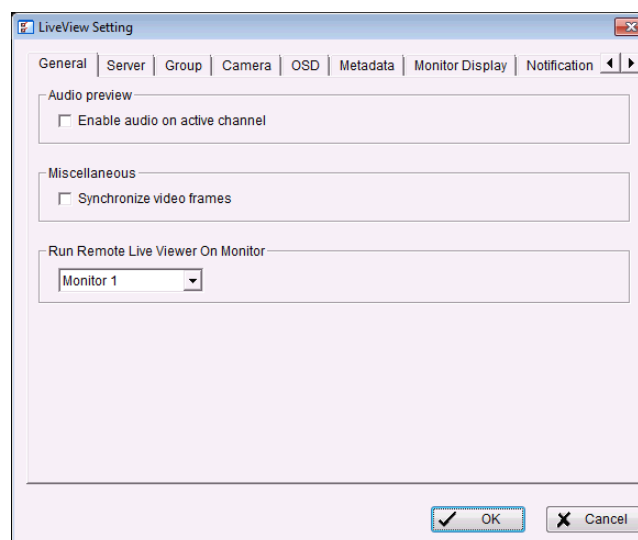 LiveView Setting
General Server Group Camera OSD Metadata Monitor Display Notification
Audio preview
Enable audio on active channel
Miscellaneous
Synchronize video frames
Run Remote Live Viewer On Monitor
Monitor 1
OK Cancel